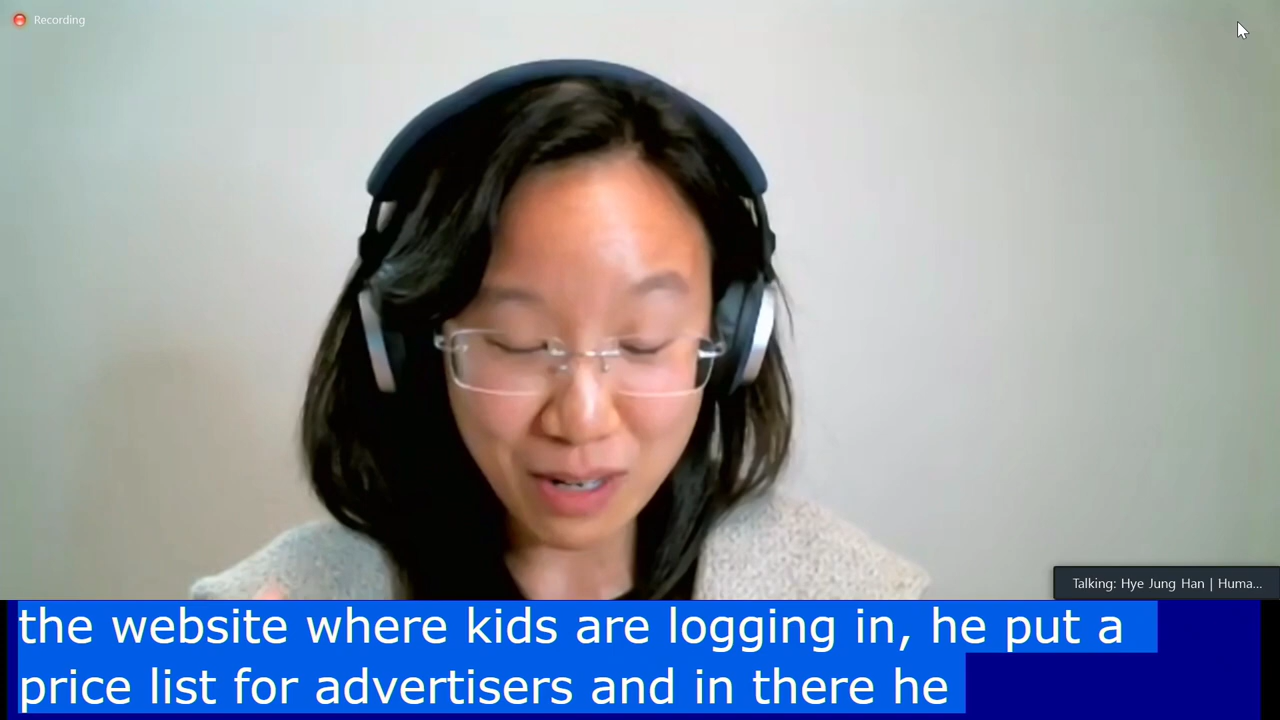 Recording
Talking: Hye Jung Han | Huma...
the website where kids are logging in, he put a
price list for advertisers and in there he